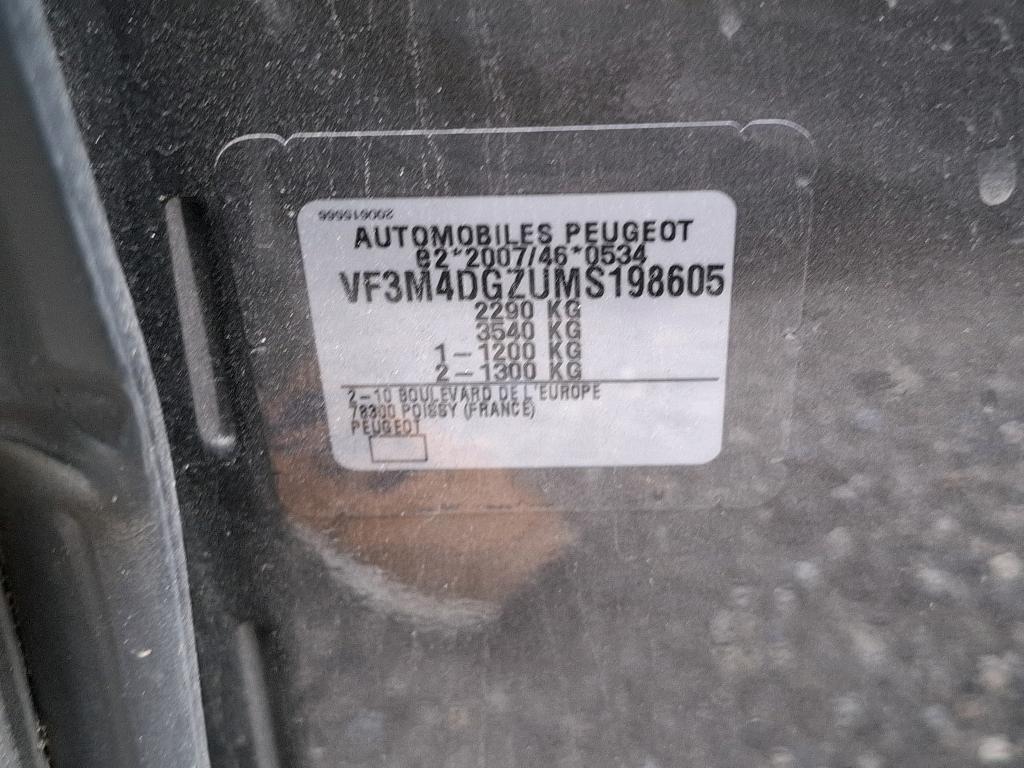 200615566
AUTOMOBILES PEUGEOT
e2*2007/46*0534
VF3M4DGZUMS198605
2290 KG
3540 KG
1-1200 KG
2-1300 KG
2-10 BOULEVARD DE L'EUROPE
78300 POISSY (FRANCE)
PEUGEOT